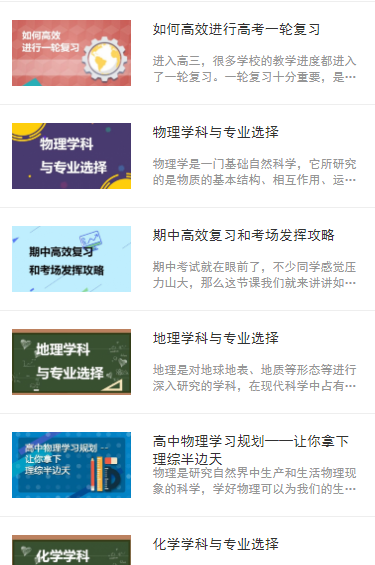 如何高效
进行一轮复习
如何高效进行高考一轮复习
进入高三，很多学校的教学进度都进入
了一轮复习。一轮复习十分重要，是…
物理学科
与专业选择
物理学科与专业选择
物理学是一门基础自然科学，它所研究
的是物质的基本结构、相互作用、运…
期中高效复习
和考场发挥攻略
期中高效复习和考场发挥攻略
期中考试就在眼前了，不少同学感觉压
力山大，那么这节课我们就来讲讲如…
地理学科
与专业选择
地理学科与专业选择
地理是对地球地表、地质等形态等进行
深入研究的学科，在现代科学中占有…
高中物理学习规划 --
让你拿下
理综半边天
高中物理学习规划——让你拿下
理综半边天
物理是研究自然界中生产和生活物理现
象的科学，学好物理可以为我们的生…
化学学科
化学学科与专业选择